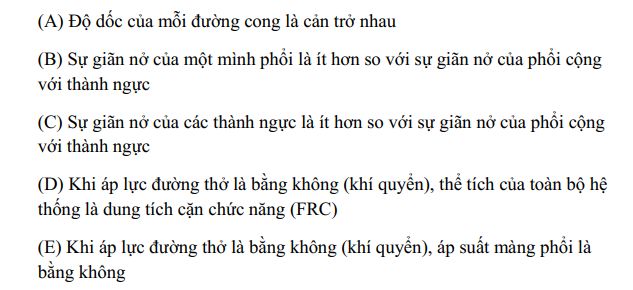 (A) Độ dốc của mỗi đường cong là cản trở nhau
(B) Sự giãn nở của một mình phổi là ít hơn so với sự giãn nở của phổi cộng
với thành ngực
(C) Sự giãn nở của các thành ngực là ít hơn so với sự giãn nở của phổi cộng
với thành ngực
(D) Khi áp lực đường thở là bằng không (khí quyển), thể tích của toàn bộ hệ
thống là dung tích cặn chức năng (FRC)
(E) Khi áp lực đường thở là bằng không (khí quyển), áp suất màng phổi là
bằng không